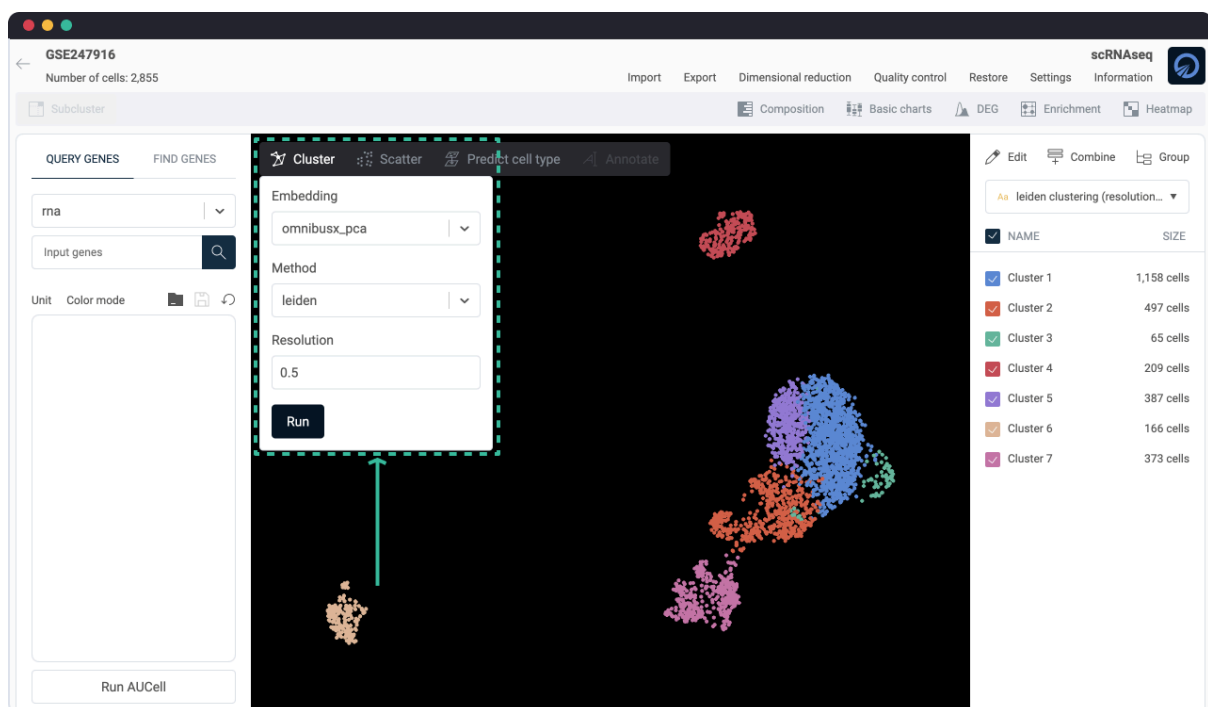 GSE247916
Number of cells: 2,855
scRNAseq
Import Export Dimensional reduction Quality control Restore Settings Information
Subcluster
Composition Basic charts DEG Enrichment Heatmap
QUERY GENES FIND GENES
rna
Input genes
Unit Color mode
Run AUCell
Cluster Scatter Predict cell type Annotate
Embedding
omnibusx_pca
Method
leiden
Resolution
0.5
Run
Edit Combine Group
Aa leiden clustering (resolution...
NAME SIZE
Cluster 1 1,158 cells
Cluster 2 497 cells
Cluster 3 65 cells
Cluster 4 209 cells
Cluster 5 387 cells
Cluster 6 166 cells
Cluster 7 373 cells